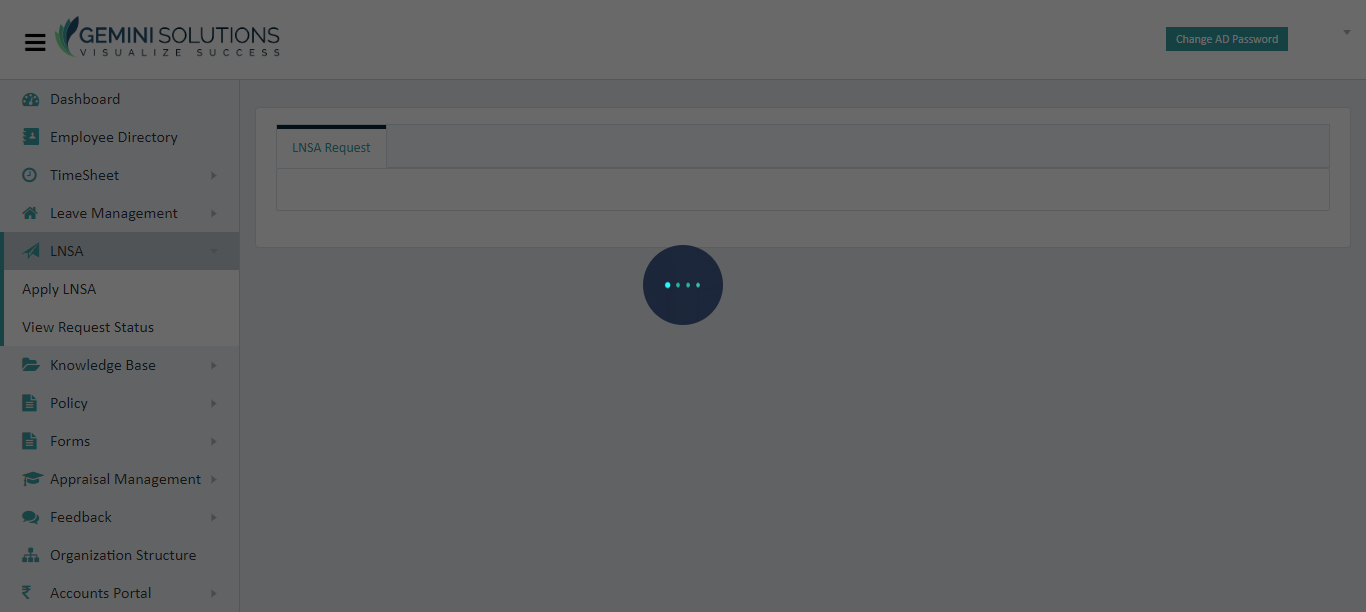 GEMINI SOLUTIONS
VISUALIZE SUCCESS
Change AD Password
Dashboard
Employee Directory
TimeSheet
Leave Management
LNSA
Apply LNSA
View Request Status
Knowledge Base
Policy
Forms
Appraisal Management
Feedback
Organization Structure
Accounts Portal
LNSA Request